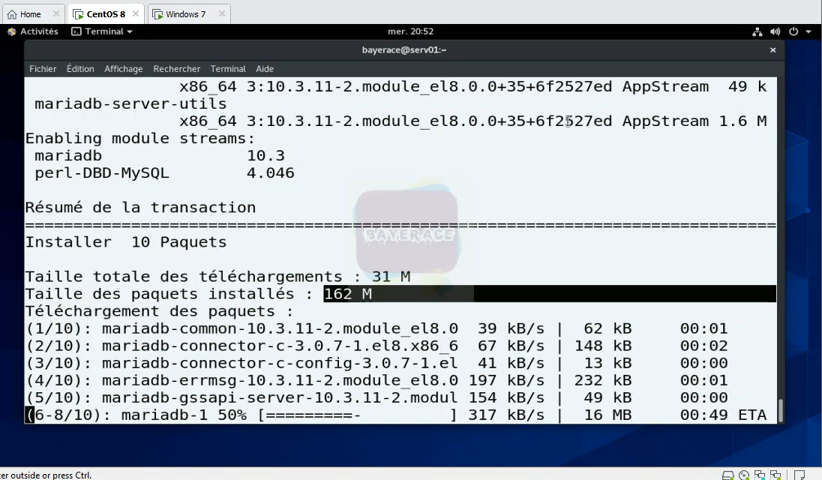 Home × CentOS 8 × Windows 7 ×
Activités Terminal mer. 20:52
bayerace@serv01:~ ×
Fichier Édition Affichage Rechercher Terminal Aide
x86_64 3:10.3.11-2.module_el8.0.0+35+6f2527ed AppStream 49 k
mariadb-server-utils
x86_64 3:10.3.11-2.module_el8.0.0+35+6f2527ed AppStream 1.6 M
Enabling module streams:
mariadb 10.3
perl-DBD-MySQL 4.046
Résumé de la transaction
================================================================================
Installer 10 Paquets
BAYERACE
Taille totale des téléchargements : 31 M
Taille des paquets installés : 162 M
Téléchargement des paquets :
(1/10): mariadb-common-10.3.11-2.module_el8.0 39 kB/s | 62 kB 00:01
(2/10): mariadb-connector-c-3.0.7-1.el8.x86_6 67 kB/s | 148 kB 00:02
(3/10): mariadb-connector-c-config-3.0.7-1.el 41 kB/s | 13 kB 00:00
(4/10): mariadb-errmsg-10.3.11-2.module_el8.0 197 kB/s | 232 kB 00:01
(5/10): mariadb-gssapi-server-10.3.11-2.modul 154 kB/s | 49 kB 00:00
(6-8/10): mariadb-1 50% [=========- ] 317 kB/s | 16 MB 00:49 ETA
er outside or press Ctrl.